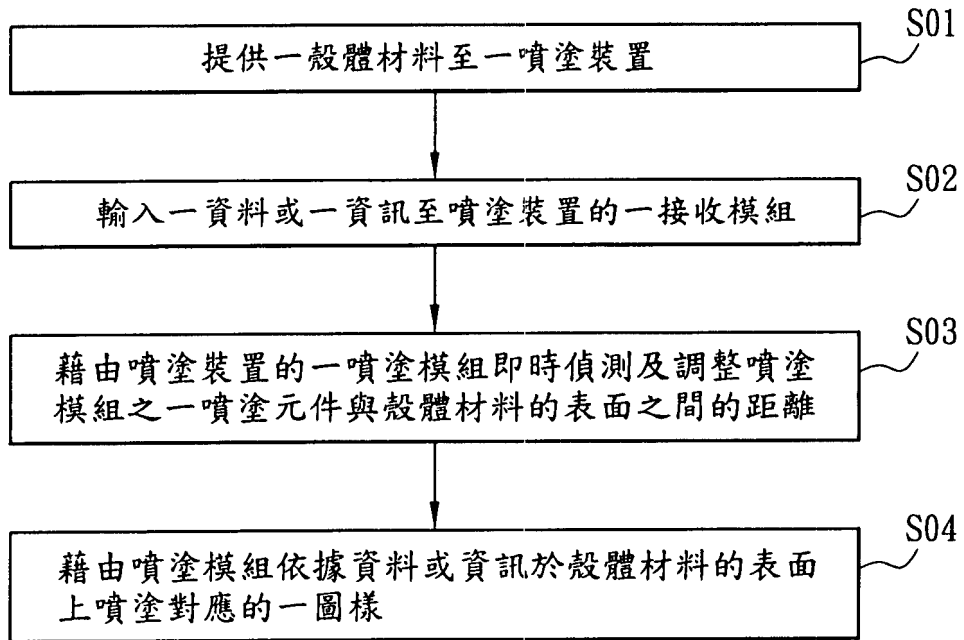 S01
提供一殼體材料至一噴塗裝置
S02
輸入一資料或一資訊至噴塗裝置的一接收模組
S03
藉由噴塗裝置的一噴塗模組即時偵測及調整噴塗
模組之一噴塗元件與殼體材料的表面之間的距離
S04
藉由噴塗模組依據資料或資訊於殼體材料的表面
上噴塗對應的一圖樣